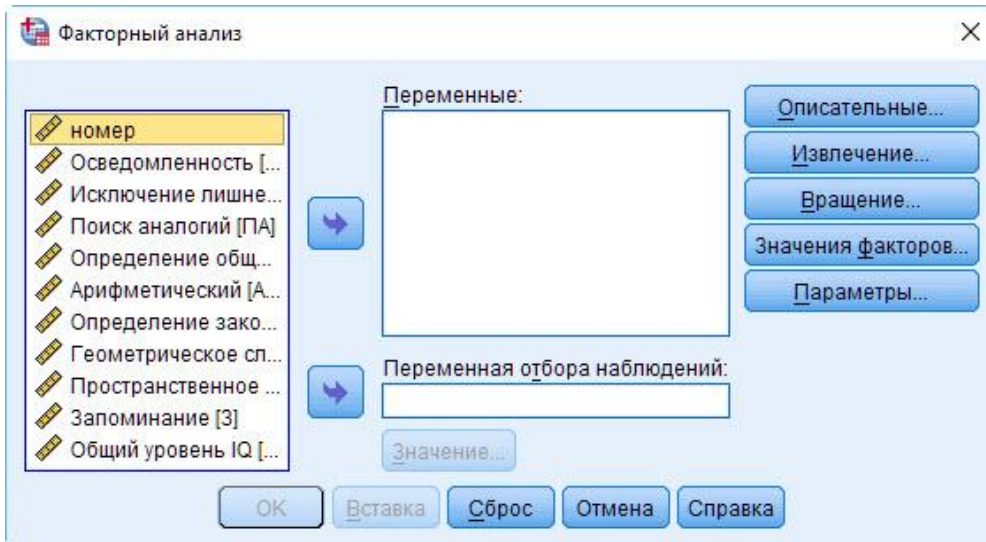 Факторный анализ
номер
Осведомленность [...
Исключение лишне...
Поиск аналогий [ПА]
Определение общ...
Арифметический [А...
Определение зако...
Геометрическое сл...
Пространственное ...
Запоминание [З]
Общий уровень IQ [...
Переменные:
Переменная отбора наблюдений:
Значение...
Описательные...
Извлечение...
Вращение...
Значения факторов...
Параметры...
OK
Вставка
Сброс
Отмена
Справка